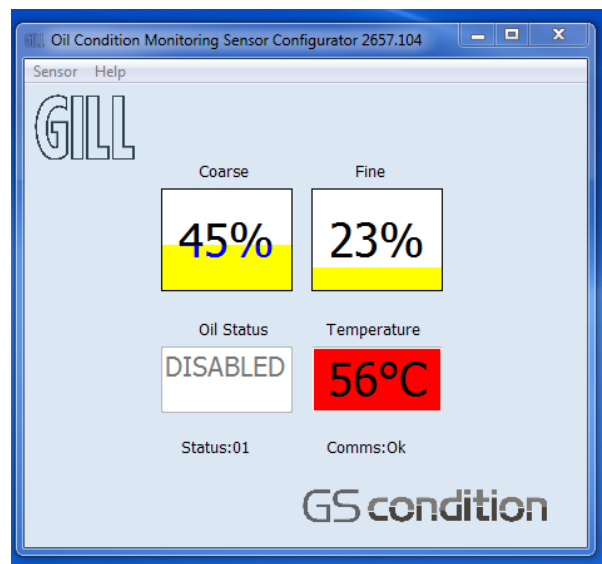 Oil Condition Monitoring Sensor Configurator 2657.104
Sensor Help
GILL
Coarse Fine
45% 23%
Oil Status Temperature
DISABLED 56°C
Status:01 Comms:Ok
GS condition